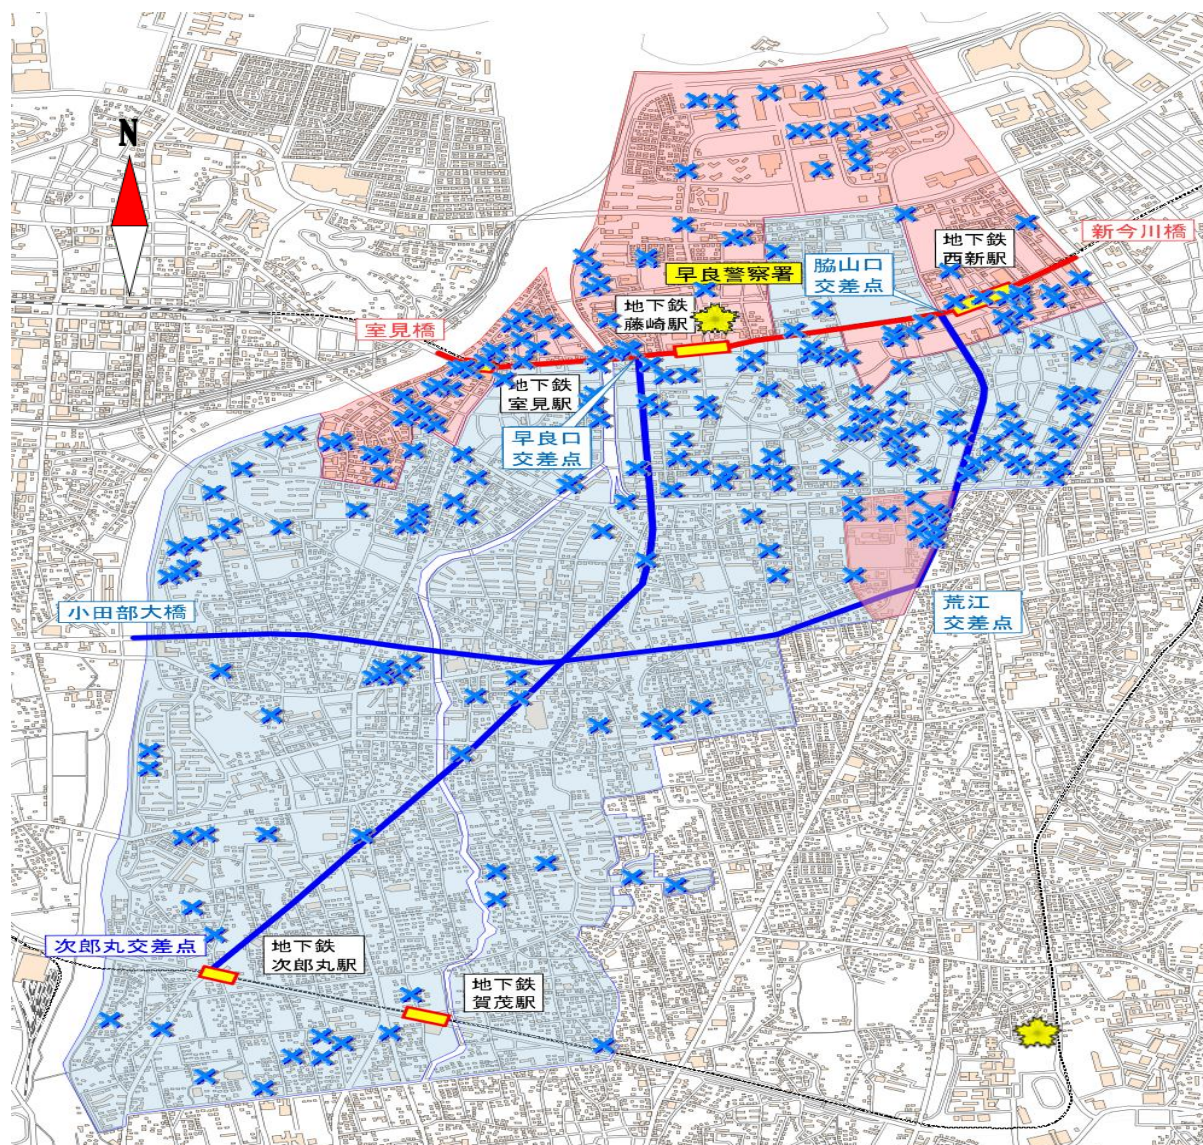 N
新今川橋
地下鉄
西新駅
脇山口
交差点
早良警察署
地下鉄
藤崎駅
室見橋
地下鉄
室見駅
早良口
交差点
小田部大橋
荒江
交差点
次郎丸交差点
地下鉄
次郎丸駅
地下鉄
賀茂駅